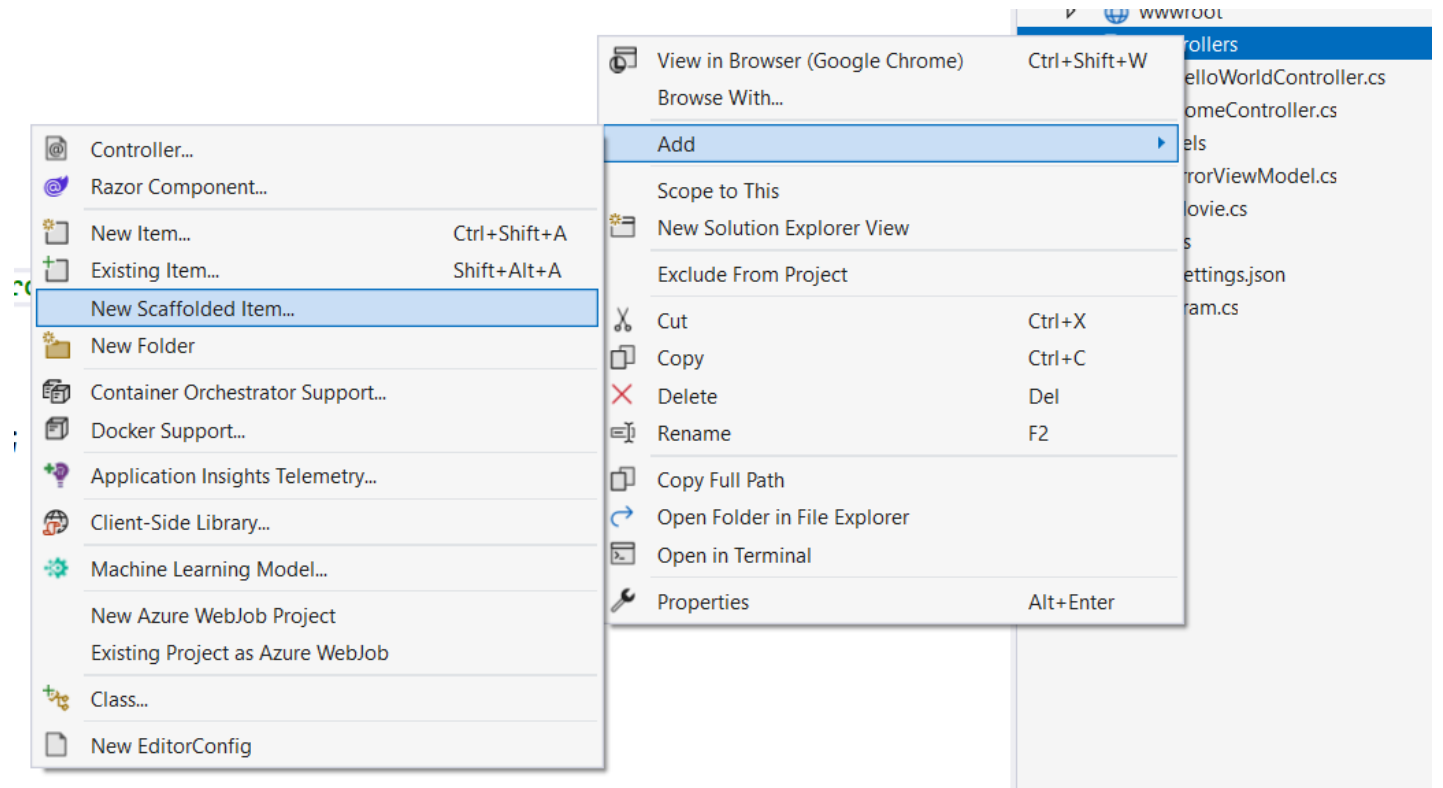 wwwroot
rollers
elloWorldController.cs
omeController.cs
els
rorViewModel.cs
ovie.cs
s
ettings.json
ram.cs
View in Browser (Google Chrome) Ctrl+Shift+W
Browse With...
Add
Scope to This
New Solution Explorer View
Exclude From Project
Cut Ctrl+X
Copy Ctrl+C
Delete Del
Rename F2
Copy Full Path
Open Folder in File Explorer
Open in Terminal
Properties Alt+Enter
Controller...
Razor Component...
New Item... Ctrl+Shift+A
Existing Item... Shift+Alt+A
New Scaffolded Item...
New Folder
Container Orchestrator Support...
Docker Support...
Application Insights Telemetry...
Client-Side Library...
Machine Learning Model...
New Azure WebJob Project
Existing Project as Azure WebJob
Class...
New EditorConfig